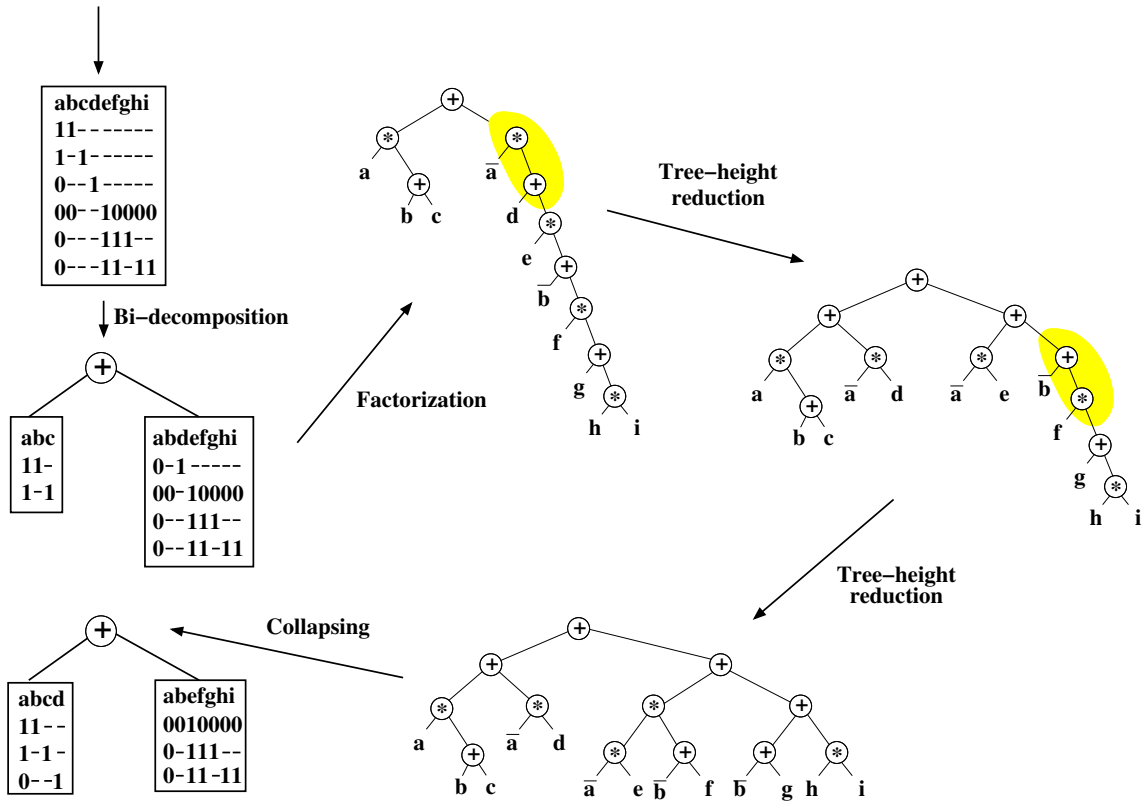 abcdefghi
11-------
1-1------
0--1-----
00--10000
0---111--
0---11-11
Bi-decomposition
+
abc
11-
1-1
abdefghi
0-1-----
00-10000
0--111--
0--11-11
Factorization
+
* *
a a̅
+ +
b c d
*
e
+
b̅
*
f
+
g
*
h i
Tree-height
reduction
+
+ +
* * * +
a a̅ d a̅ e b̅
+ *
b c f
+
g
*
h i
Tree-height
reduction
+
+ +
* * * +
a a̅ d
+ * + + *
b c a̅ e b̅ f b̅ g h i
Collapsing
+
abcd
11--
1-1-
0--1
abefghi
0010000
0-111--
0-11-11